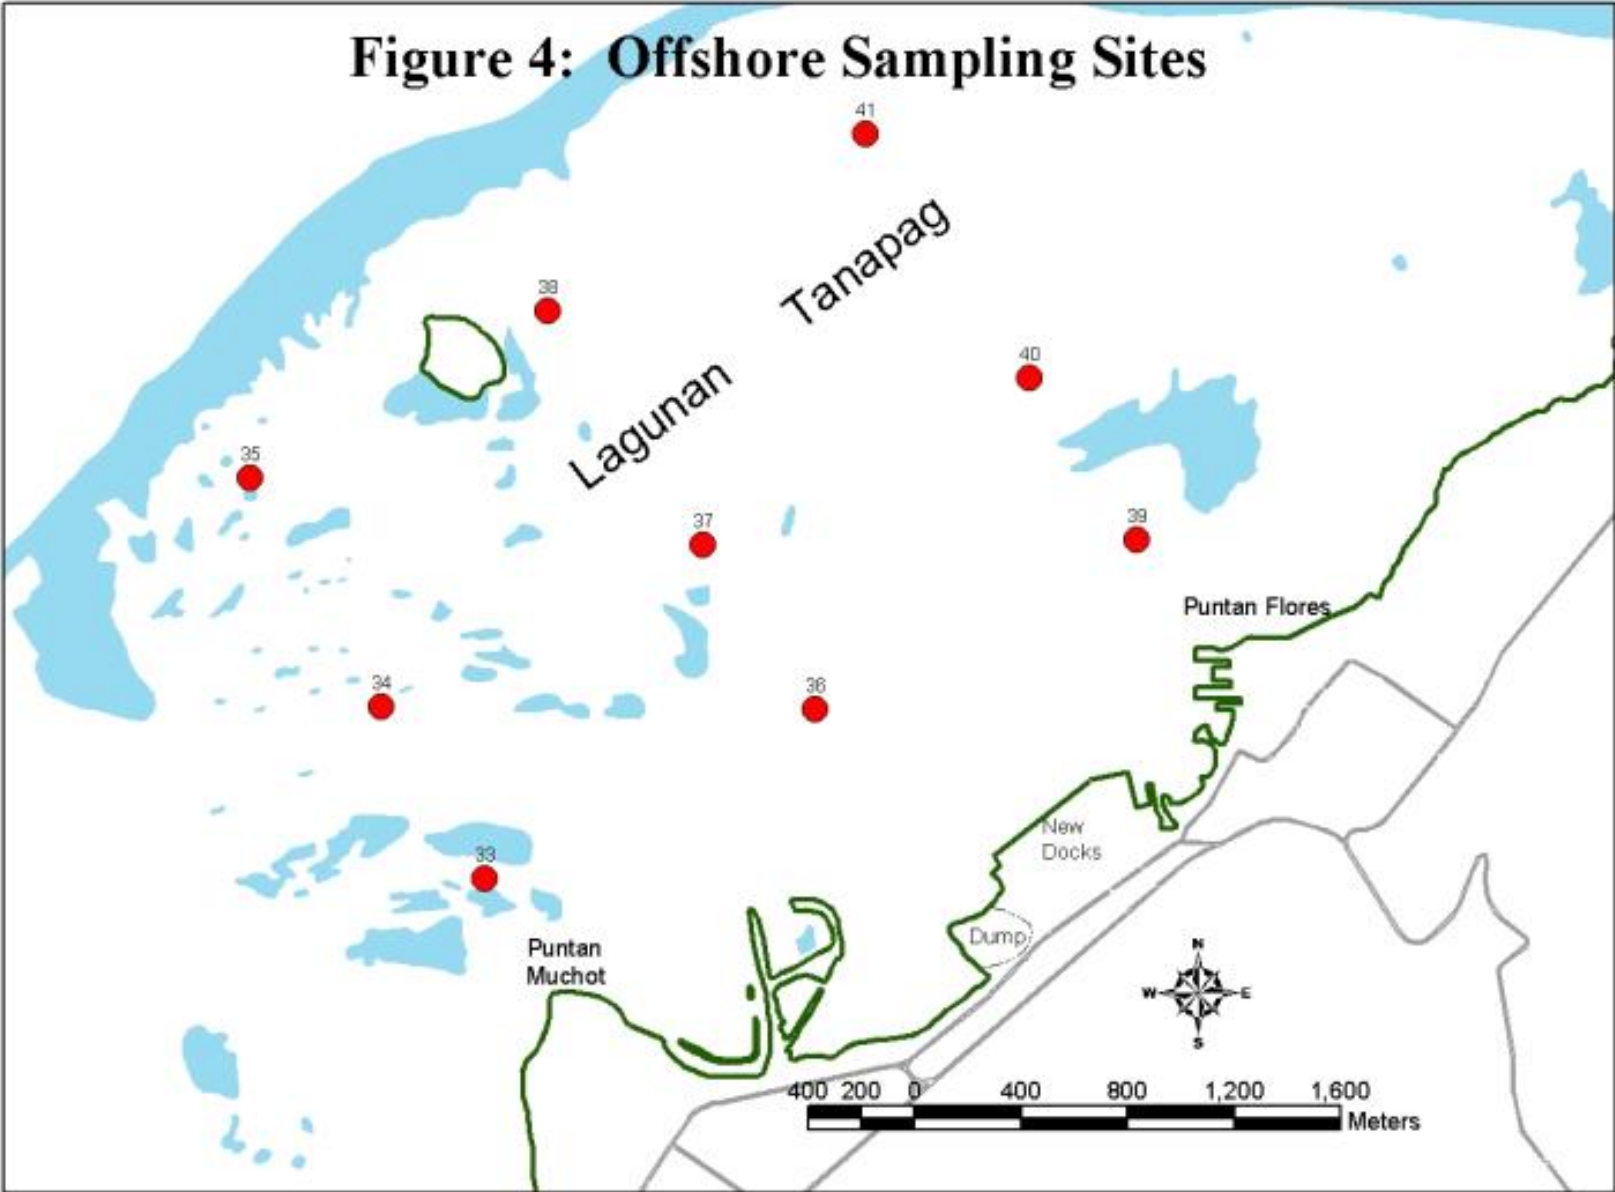 Figure 4: Offshore Sampling Sites
41
Tanapag
38
40
Lagunan
35
37
39
Puntan Flores
34
36
New
Docks
33
Dump
Puntan
Muchot
N
W E
S
400 200 0 400 800 1,200 1,600
Meters